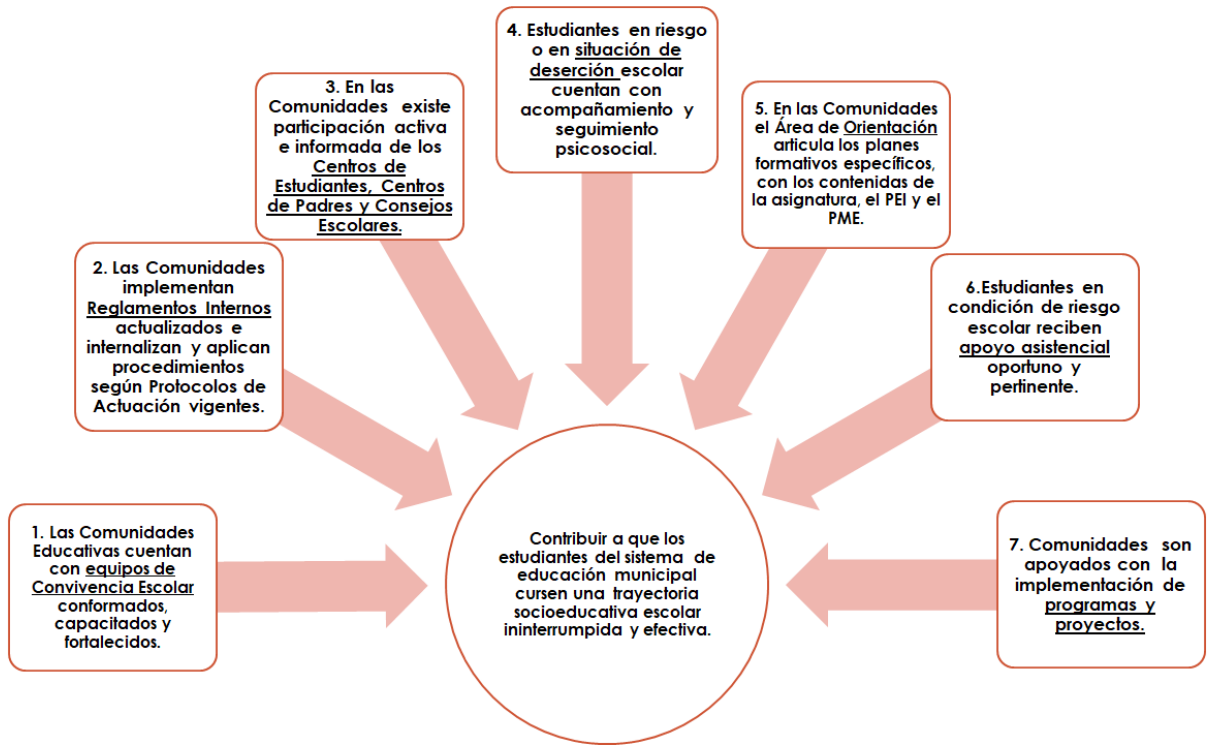 1. Las Comunidades
Educativas cuentan
con equipos de
Convivencia Escolar
conformados,
capacitados y
fortalecidos.
2. Las Comunidades
implementan
Reglamentos Internos
actualizados e
internalizan y aplican
procedimientos
según Protocolos de
Actuación vigentes.
3. En las
Comunidades existe
participación activa
e informada de los
Centros de
Estudiantes, Centros
de Padres y Consejos
Escolares.
4. Estudiantes en riesgo
o en situación de
deserción escolar
cuentan con
acompañamiento y
seguimiento
psicosocial.
5. En las Comunidades
el Área de Orientación
articula los planes
formativos específicos,
con los contenidas de
la asignatura, el PEI y el
PME.
6.Estudiantes en
condición de riesgo
escolar reciben
apoyo asistencial
oportuno y
pertinente.
7. Comunidades son
apoyados con la
implementación de
programas y
proyectos.
Contribuir a que los
estudiantes del sistema de
educación municipal
cursen una trayectoria
socioeducativa escolar
ininterrumpida y efectiva.